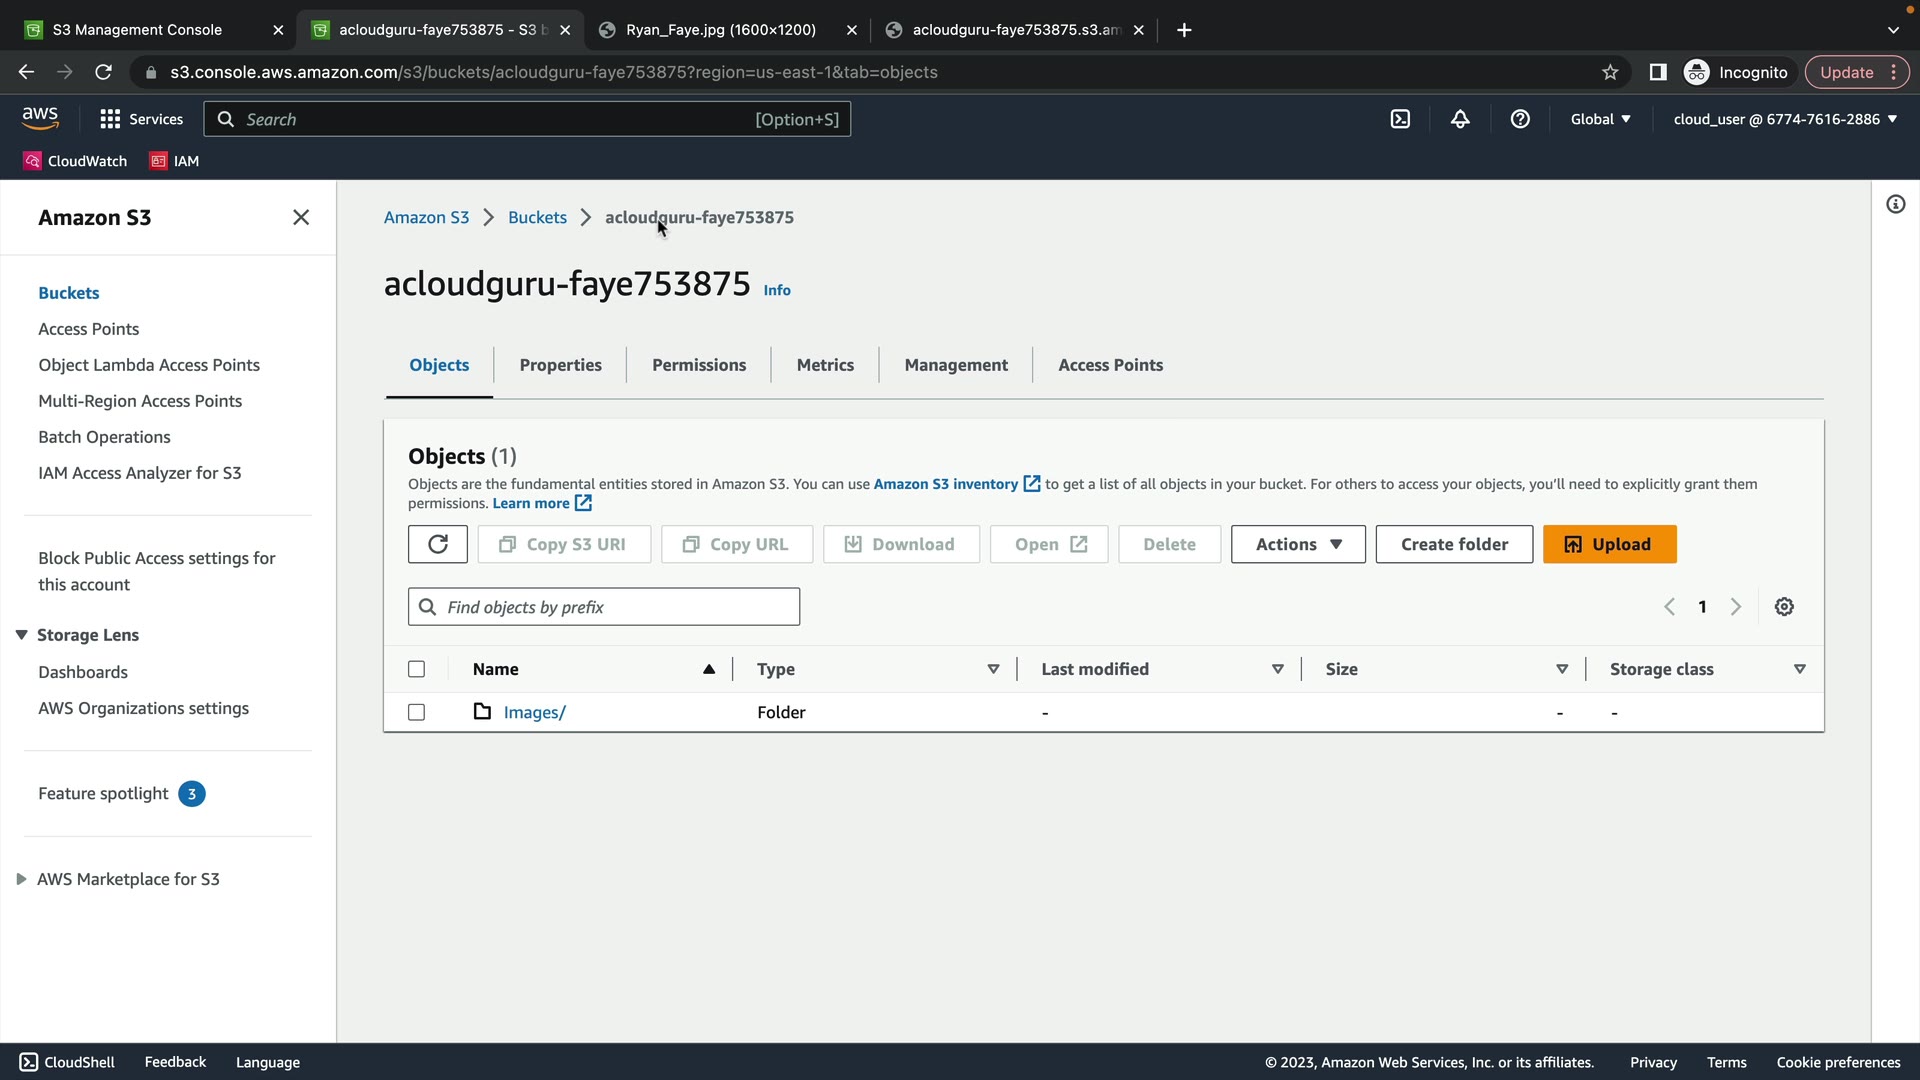 S3 Management Console
acloudguru-faye753875 - S3 b
Ryan_Faye.jpg (1600×1200)
acloudguru-faye753875.s3.am
s3.console.aws.amazon.com/s3/buckets/acloudguru-faye753875?region=us-east-1&tab=objects
Incognito
Update
aws
Services
Search
[Option+S]
Global
cloud_user @ 6774-7616-2886
CloudWatch
IAM
Amazon S3
Buckets
Access Points
Object Lambda Access Points
Multi-Region Access Points
Batch Operations
IAM Access Analyzer for S3
Block Public Access settings for
this account
Storage Lens
Dashboards
AWS Organizations settings
Feature spotlight 3
AWS Marketplace for S3
Amazon S3 > Buckets > acloudguru-faye753875
acloudguru-faye753875 Info
Objects
Properties
Permissions
Metrics
Management
Access Points
Objects (1)
Objects are the fundamental entities stored in Amazon S3. You can use Amazon S3 inventory to get a list of all objects in your bucket. For others to access your objects, you'll need to explicitly grant them
permissions. Learn more
Copy S3 URI
Copy URL
Download
Open
Delete
Actions
Create folder
Upload
Find objects by prefix
1
Name
Type
Last modified
Size
Storage class
Images/
Folder
-
-
-
CloudShell
Feedback
Language
© 2023, Amazon Web Services, Inc. or its affiliates.
Privacy
Terms
Cookie preferences